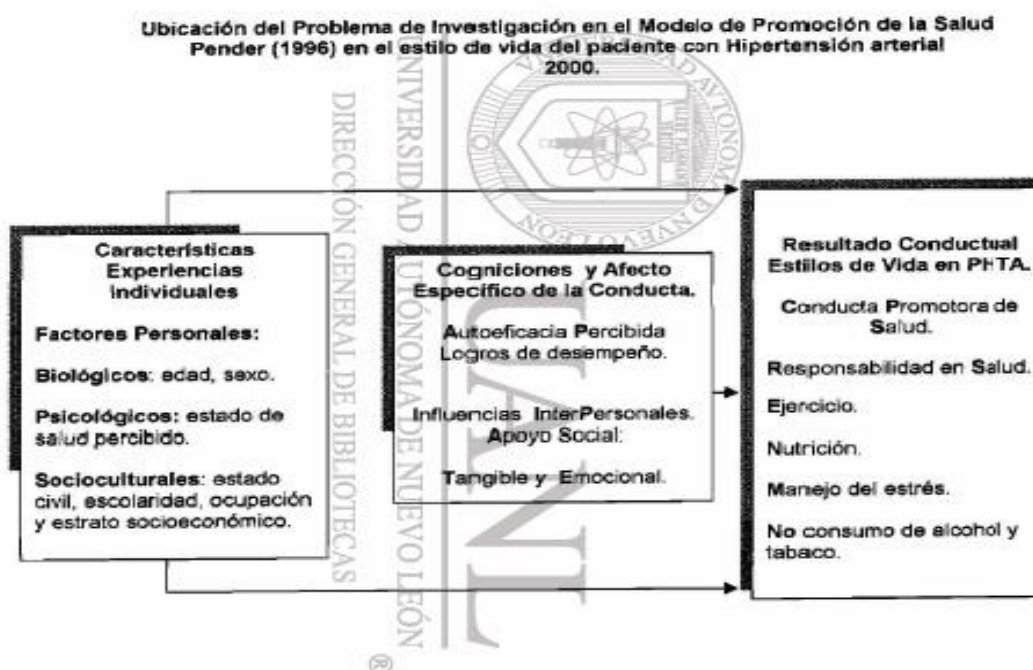 Ubicación del Problema de Investigación en el Modelo de Promoción de la Salud
Pender (1996) en el estilo de vida del paciente con Hipertensión arterial
2000.
Características
Experiencias
Individuales
Factores Personales:
Biológicos: edad, sexo.
Psicológicos: estado de
salud percibido.
Socioculturales: estado
civil, escolaridad, ocupación
y estrato socioeconómico.
Cogniciones y Afecto
Específico de la Conducta.
Autoeficacia Percibida
Logros de desempeño.
Influencias InterPersonales.
Apoyo Social:
Tangible y Emocional.
Resultado Conductual
Estilos de Vida en PHTA.
Conducta Promotora de
Salud.
Responsabilidad en Salud.
Ejercicio.
Nutrición.
Manejo del estrés.
No consumo de alcohol y
tabaco.
UANL
UNIVERSIDAD AUTÓNOMA DE NUEVO LEÓN
®
DIRECCIÓN GENERAL DE BIBLIOTECAS